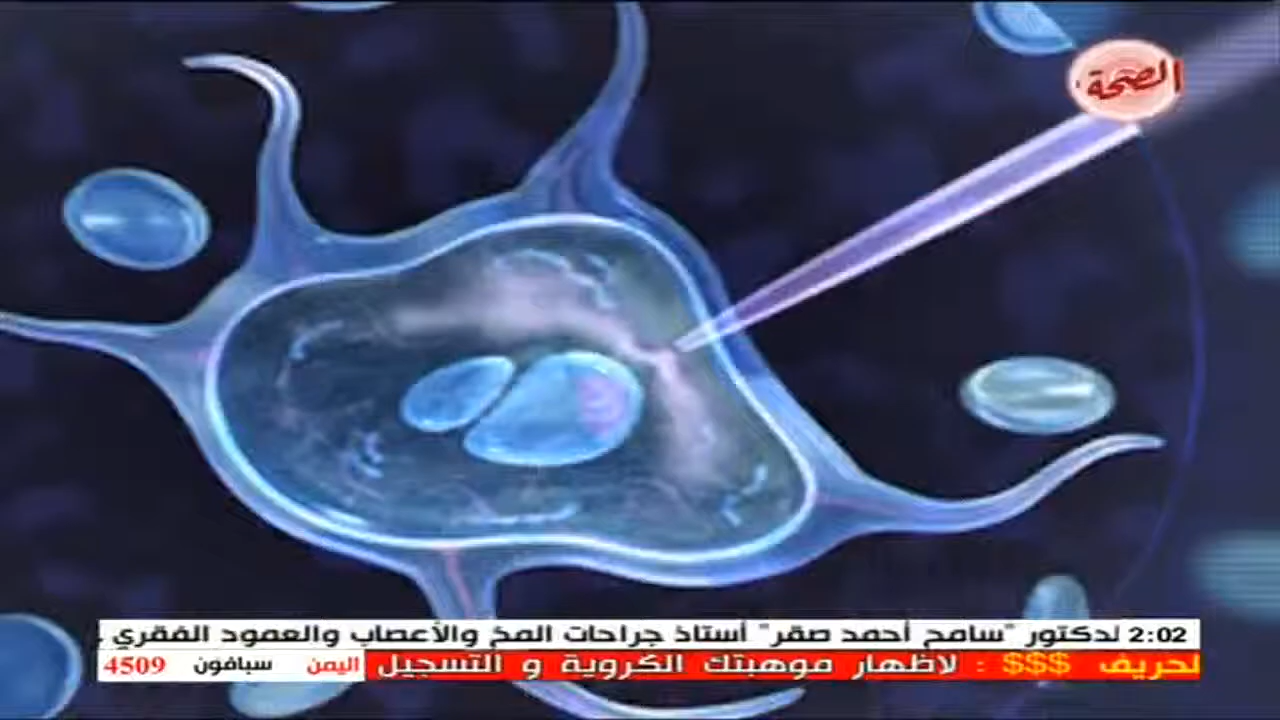 الصحة
2:02 لدكتور "سامح أحمد صقر" أستاذ جراحات المخ والأعصاب والعمود الفقري
لحريف $$$ : لاظهار موهبتك الكروية و التسجيل اليمن سبافون 4509